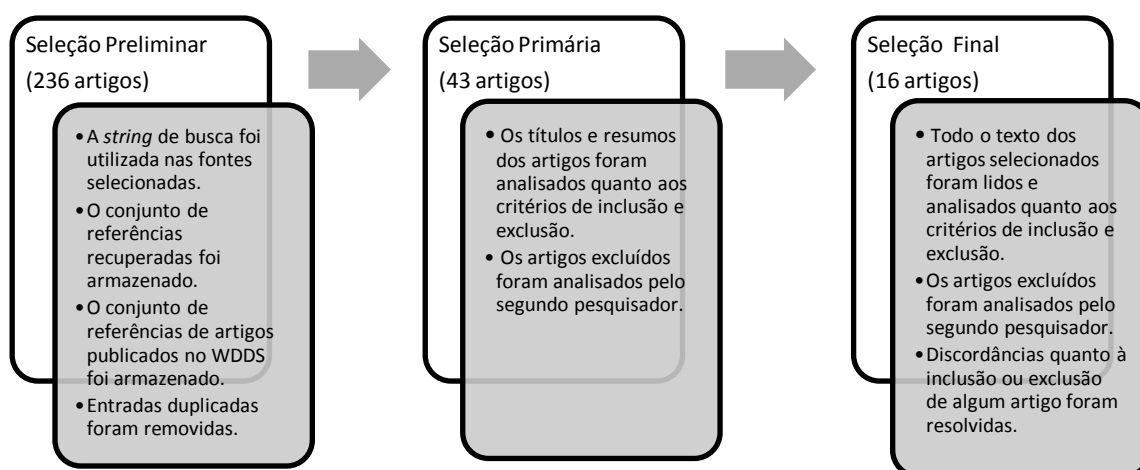 Seleção Preliminar
(236 artigos)
•A string de busca foi
utilizada nas fontes
selecionadas.
•O conjunto de
referências
recuperadas foi
armazenado.
•O conjunto de
referências de artigos
publicados no WDDS
foi armazenado.
•Entradas duplicadas
foram removidas.
Seleção Primária
(43 artigos)
• Os títulos e resumos
dos artigos foram
analisados quanto aos
critérios de inclusão e
exclusão.
• Os artigos excluídos
foram analisados pelo
segundo pesquisador.
Seleção Final
(16 artigos)
• Todo o texto dos
artigos selecionados
foram lidos e
analisados quanto aos
critérios de inclusão e
exclusão.
•Os artigos excluídos
foram analisados pelo
segundo pesquisador.
•Discordâncias quanto à
inclusão ou exclusão
de algum artigo foram
resolvidas.